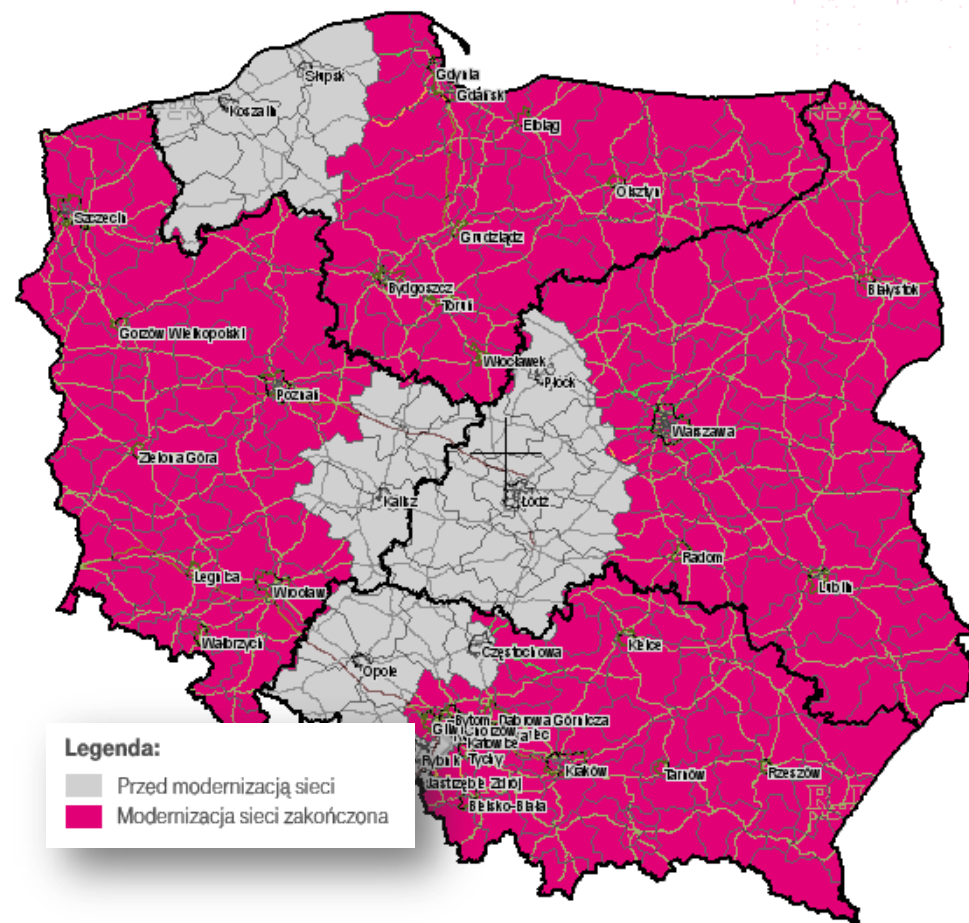 Słupsk
Koszalin
Gdynia
Gdańsk
Elbląg
Olsztyn
Szczecin
Grudziądz
Bydgoszcz
Toruń
Białystok
Gorzów Wielkopolski
Włocławek
Płock
Poznań
Warszawa
Zielona Góra
Kalisz
Łódź
Radom
Legnica
Wrocław
Lublin
Wałbrzych
Częstochowa
Kielce
Opole
Bytom
Dąbrowa Górnicza
Chorzów
Katowice
Rybnik
Tychy
Kraków
Tarnów
Rzeszów
Jastrzębie Zdrój
Bielsko-Biała
Legenda:
Przed modernizacją sieci
Modernizacja sieci zakończona